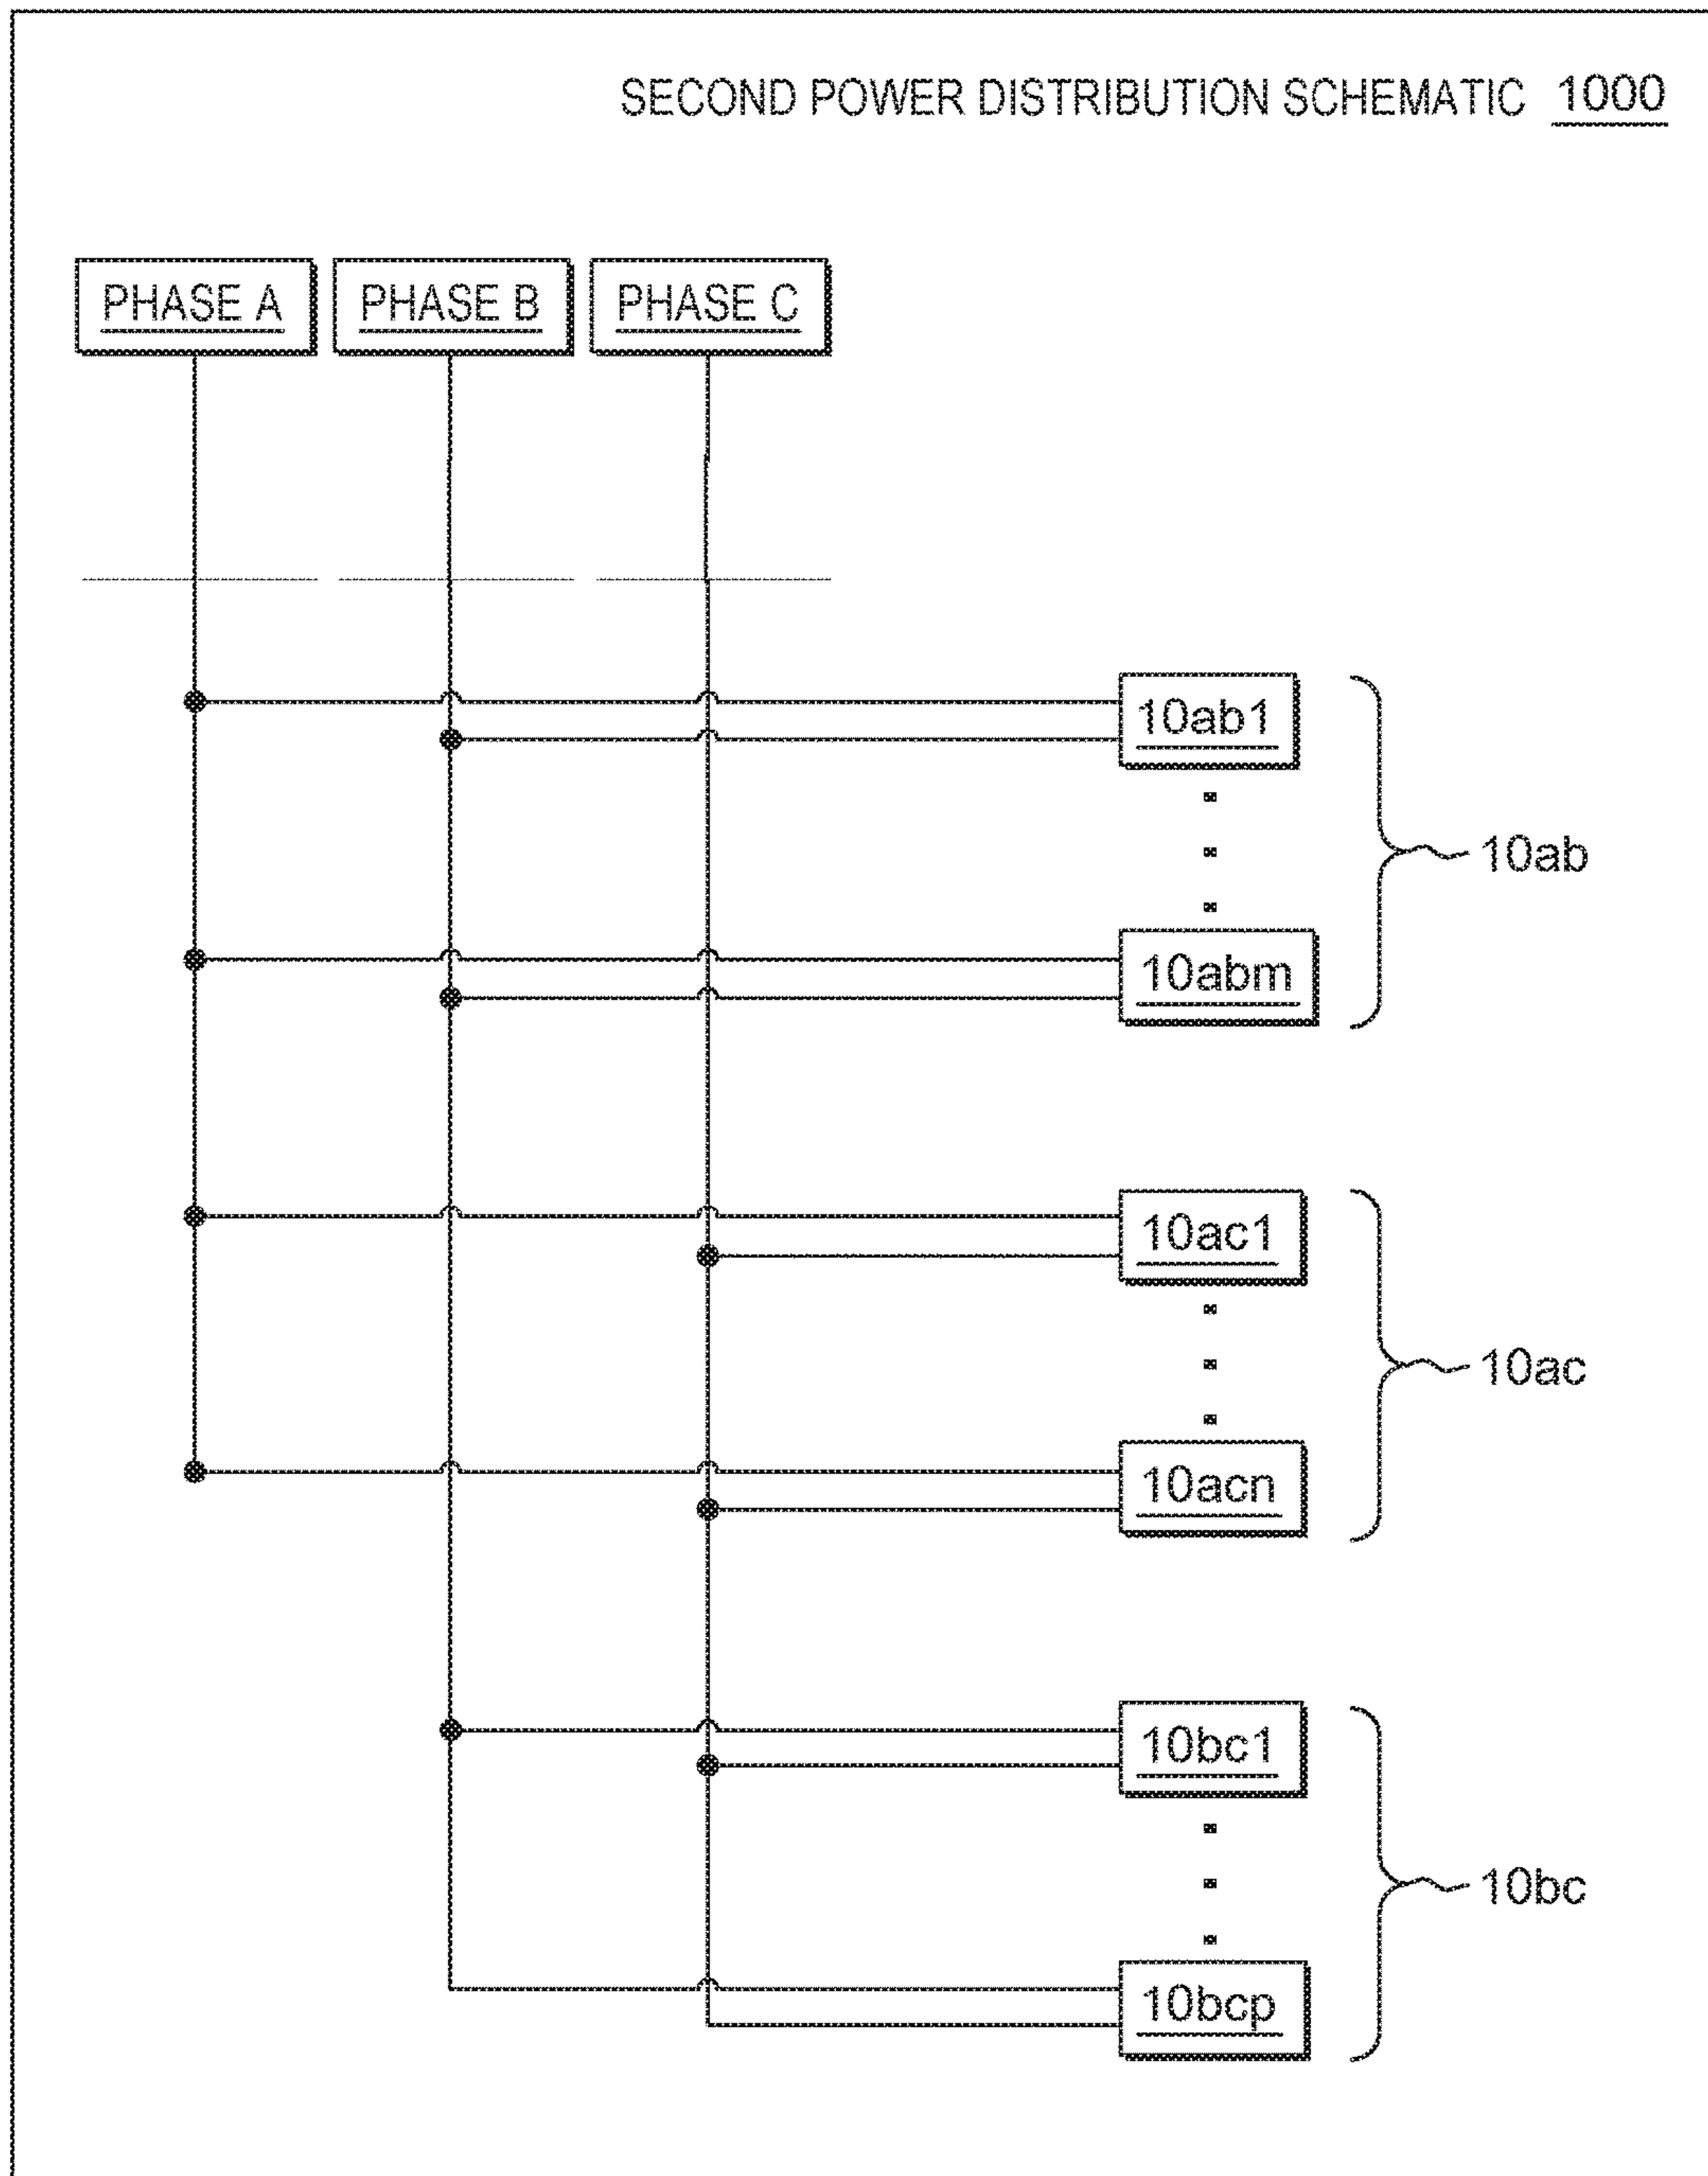 SECOND POWER DISTRIBUTION SCHEMATIC 1000
PHASE A PHASE B PHASE C
10ab1
10ab
10abm
10ac1
10ac
10acn
10bc1
10bc
10bcp